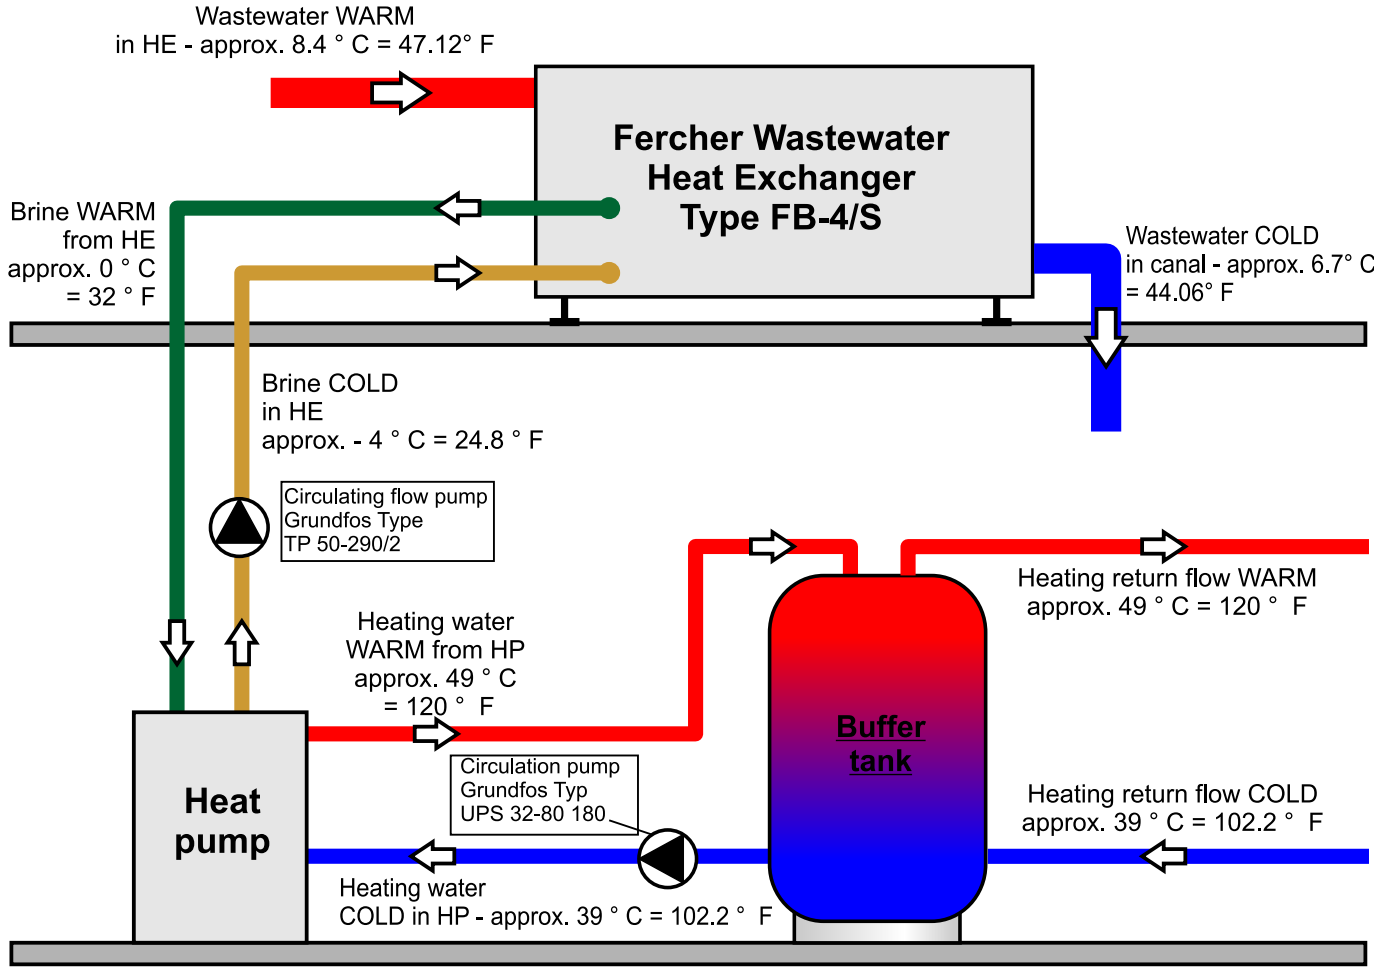 Wastewater WARM
in HE - approx. 8.4 ° C = 47.12° F
Fercher Wastewater
Heat Exchanger
Type FB-4/S
Brine WARM
from HE
approx. 0 ° C
= 32 ° F
Wastewater COLD
in canal - approx. 6.7° C
= 44.06° F
Brine COLD
in HE
approx. - 4 ° C = 24.8 ° F
Circulating flow pump
Grundfos Type
TP 50-290/2
Heating return flow WARM
approx. 49 ° C = 120 ° F
Heating water
WARM from HP
approx. 49 ° C
= 120 ° F
Buffer
tank
Circulation pump
Grundfos Typ
UPS 32-80 180
Heat
pump
Heating return flow COLD
approx. 39 ° C = 102.2 ° F
Heating water
COLD in HP - approx. 39 ° C = 102.2 ° F